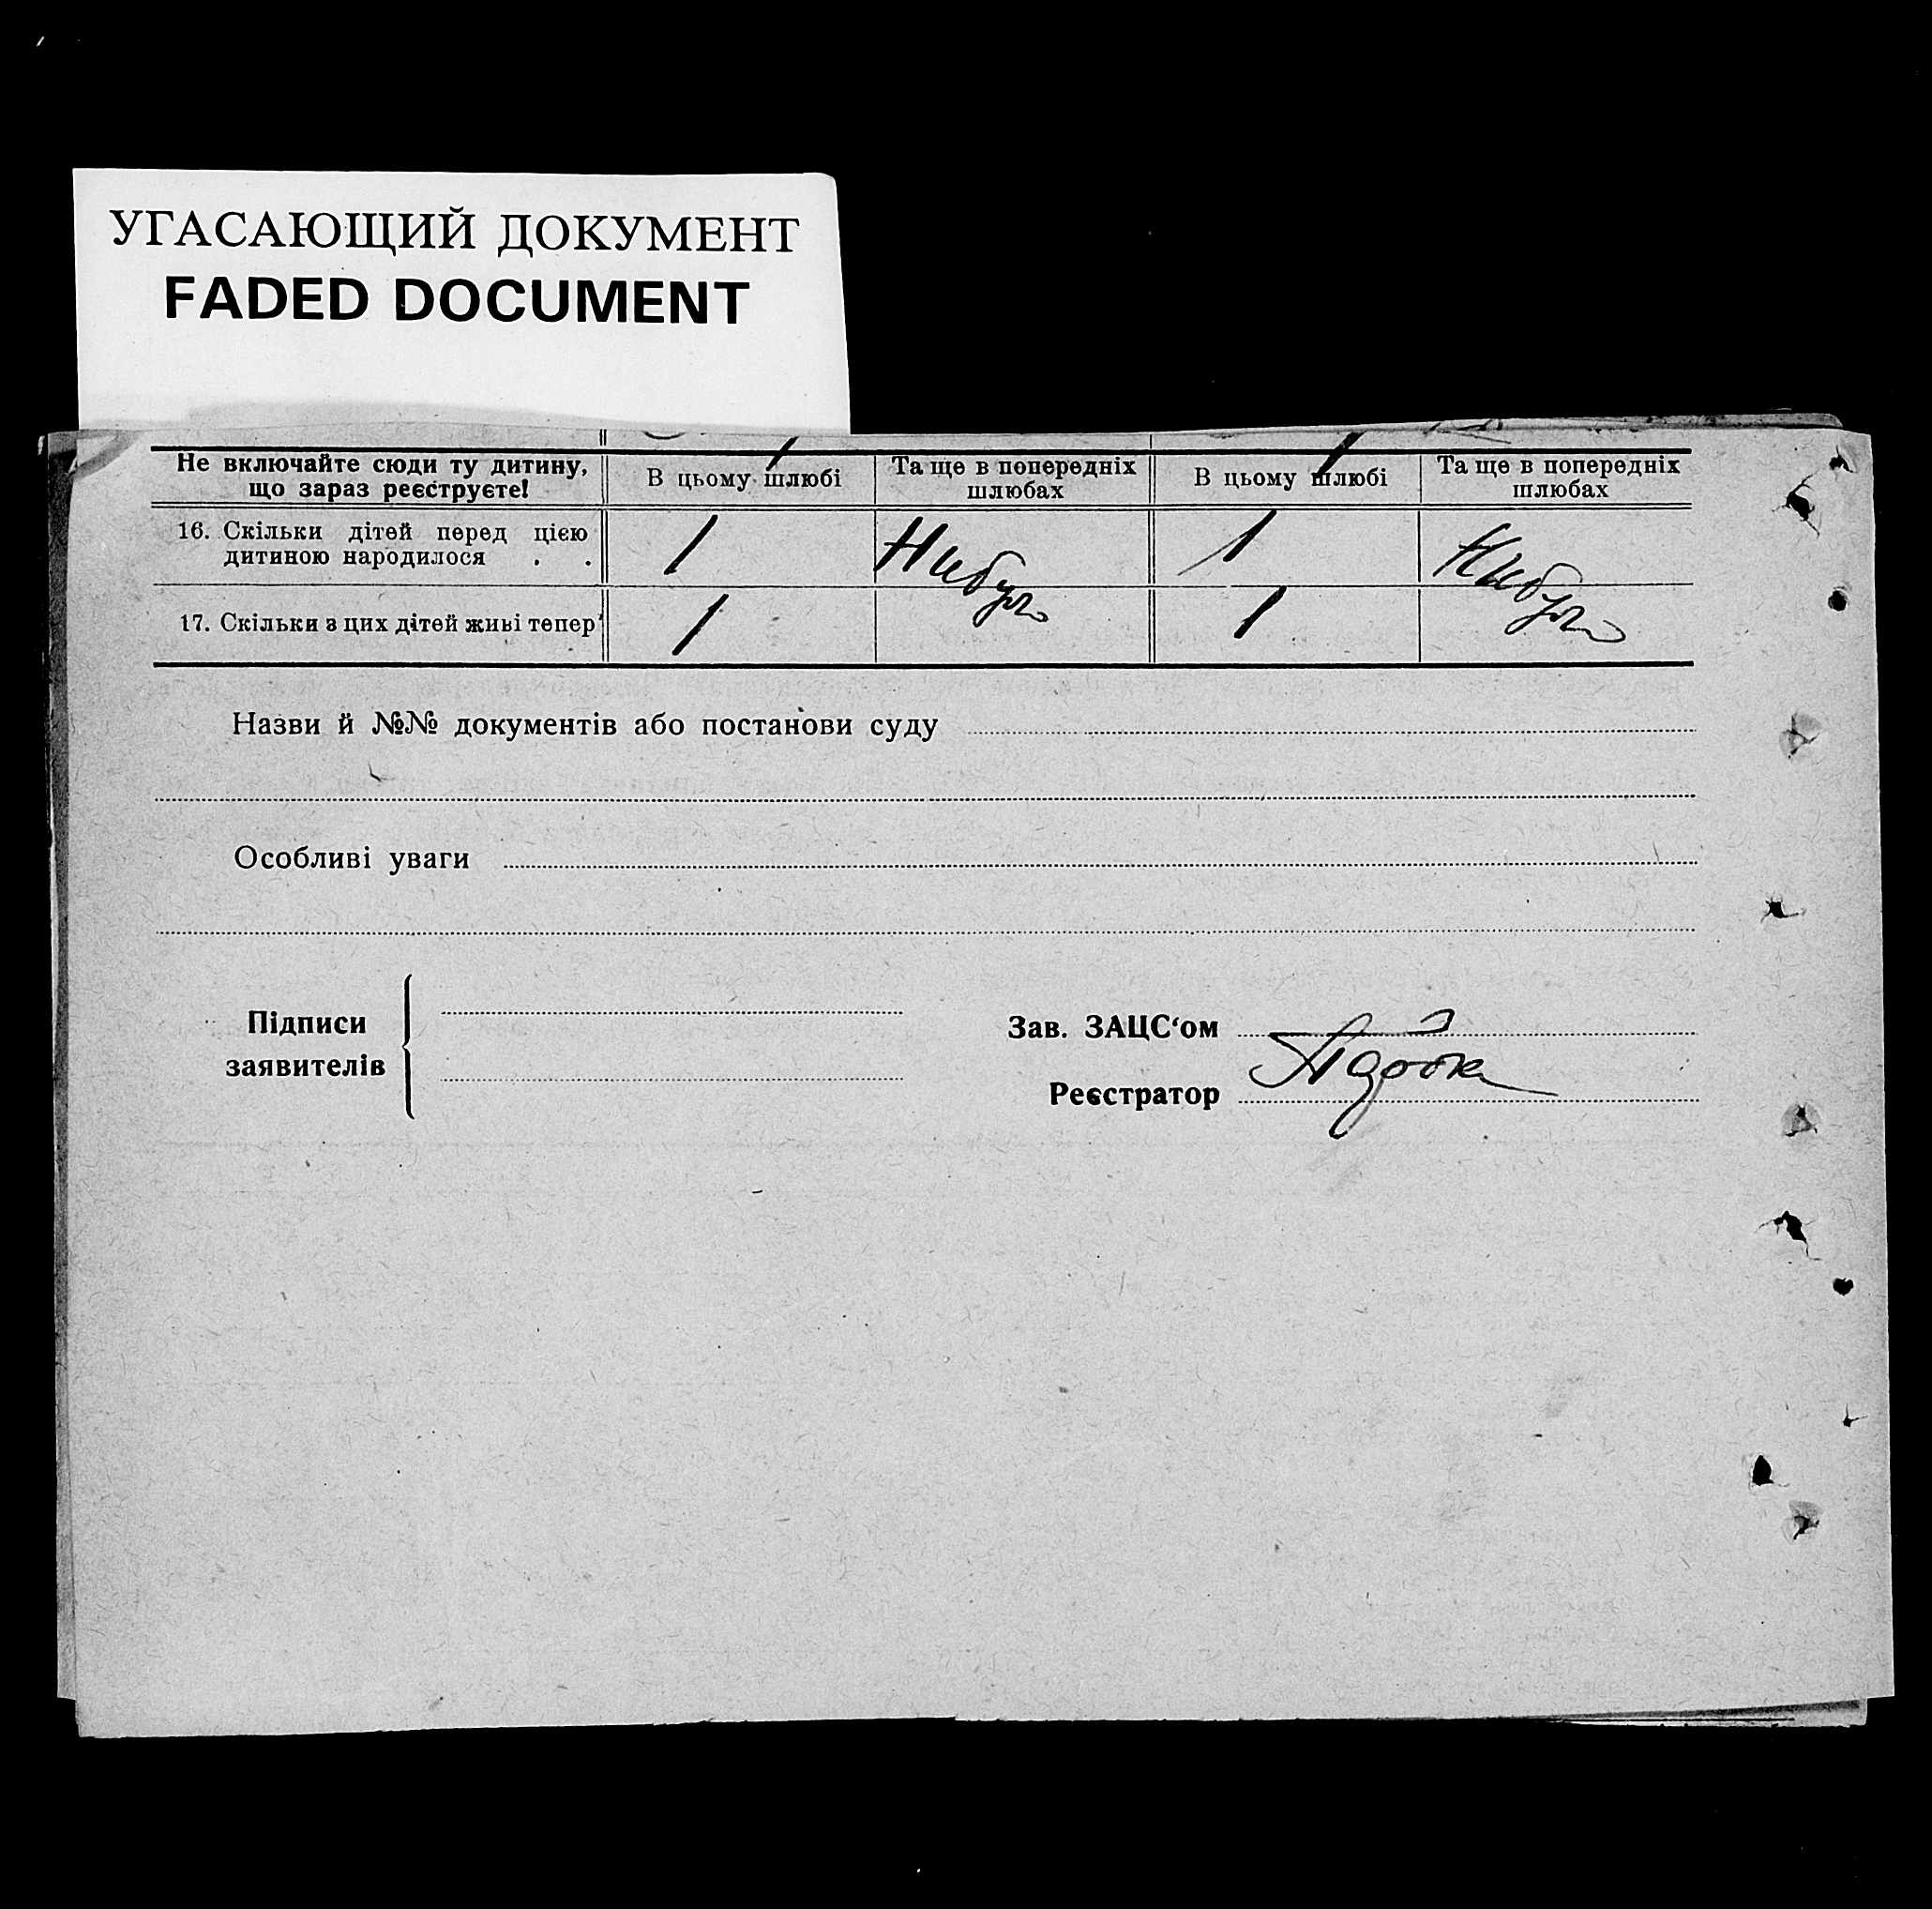 УГАСАЮЩИЙ ДОКУМЕНТ
FADED DOCUMENT
Не включайте сюди ту дитину, що зараз реєструєте!
В цьому шлюбі
Та ще в попередніх шлюбах
В цьому шлюбі
Та ще в попередніх шлюбах
16. Скільки дітей перед цією
дитиною народилося . .
1
1
17. Скільки з цих дітей живі тепер
1
1
Назви й №№ документів або постанови суду
Особливі уваги
Підписи
заявителів
Зав. ЗАЦС‘ом
Реєстратор